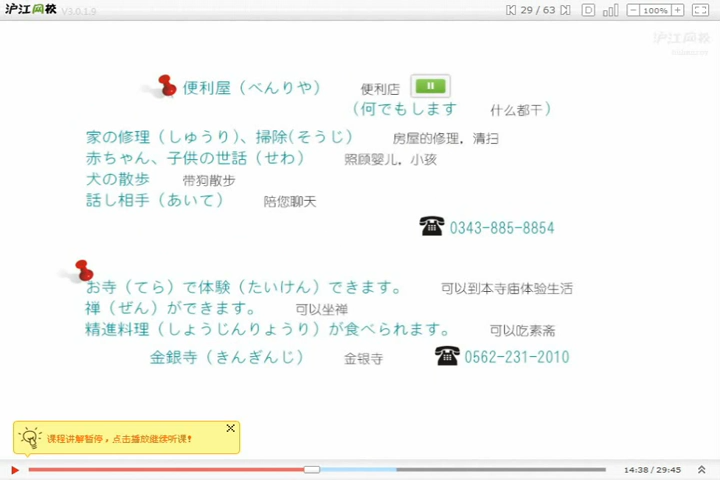 沪江网校 V3.0.1.9
29 / 63
D
100%
沪江网校
便利屋（べんりや） 便利店
（何でもします 什么都干）
家の修理（しゅうり）、掃除(そうじ） 房屋的修理，清扫
赤ちゃん、子供の世話（せわ） 照顾婴儿，小孩
犬の散歩 带狗散步
話し相手（あいて） 陪您聊天
0343-885-8854
お寺（てら）で体験（たいけん）できます。 可以到本寺庙体验生活
禅（ぜん）ができます。 可以坐禅
精進料理（しょうじんりょうり）が食べられます。 可以吃素斋
金銀寺（きんぎんじ） 金银寺 0562-231-2010
课程讲解暂停，点击播放继续听课！
14:38 / 29:45